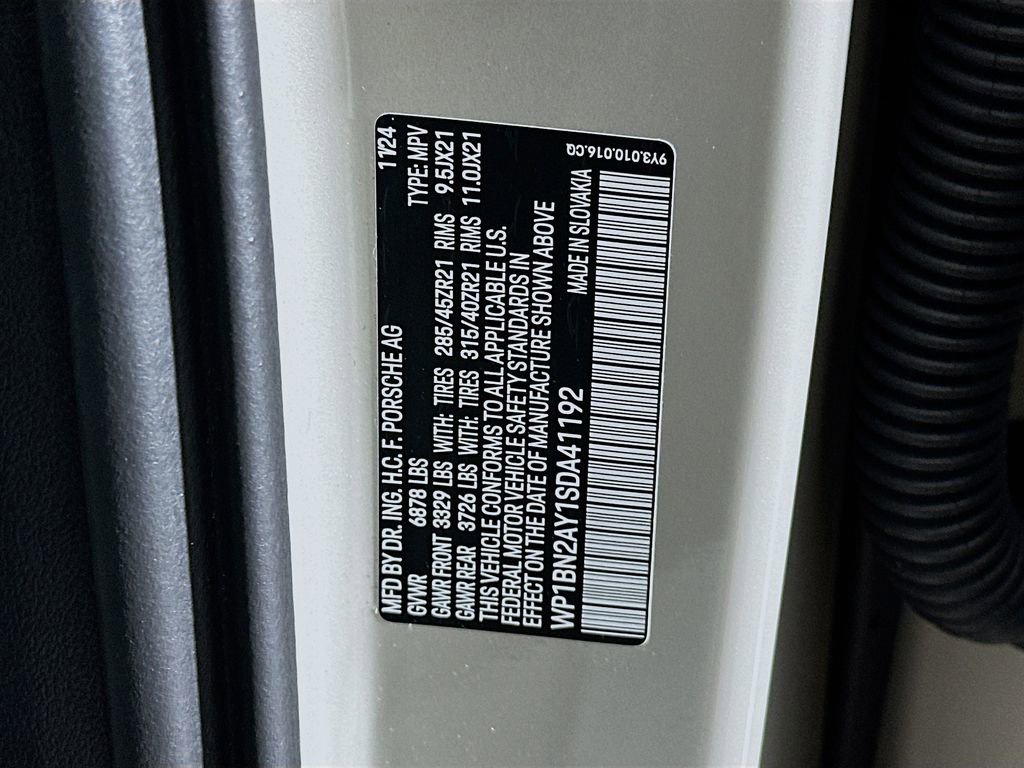 MFD BY DR. ING. H.C. F. PORSCHE AG 11/24
GVWR 6878 LBS TYPE: MPV
GAWR FRONT 3329 LBS WITH: TIRES 285/45ZR21 RIMS 9.5JX21
GAWR REAR 3726 LBS WITH: TIRES 315/40ZR21 RIMS 11.0JX21
THIS VEHICLE CONFORMS TO ALL APPLICABLE U.S.
FEDERAL MOTOR VEHICLE SAFETY STANDARDS IN
EFFECT ON THE DATE OF MANUFACTURE SHOWN ABOVE
WP1BN2AY1SDA41192 MADE IN SLOVAKIA
9Y3.010.016.CQ